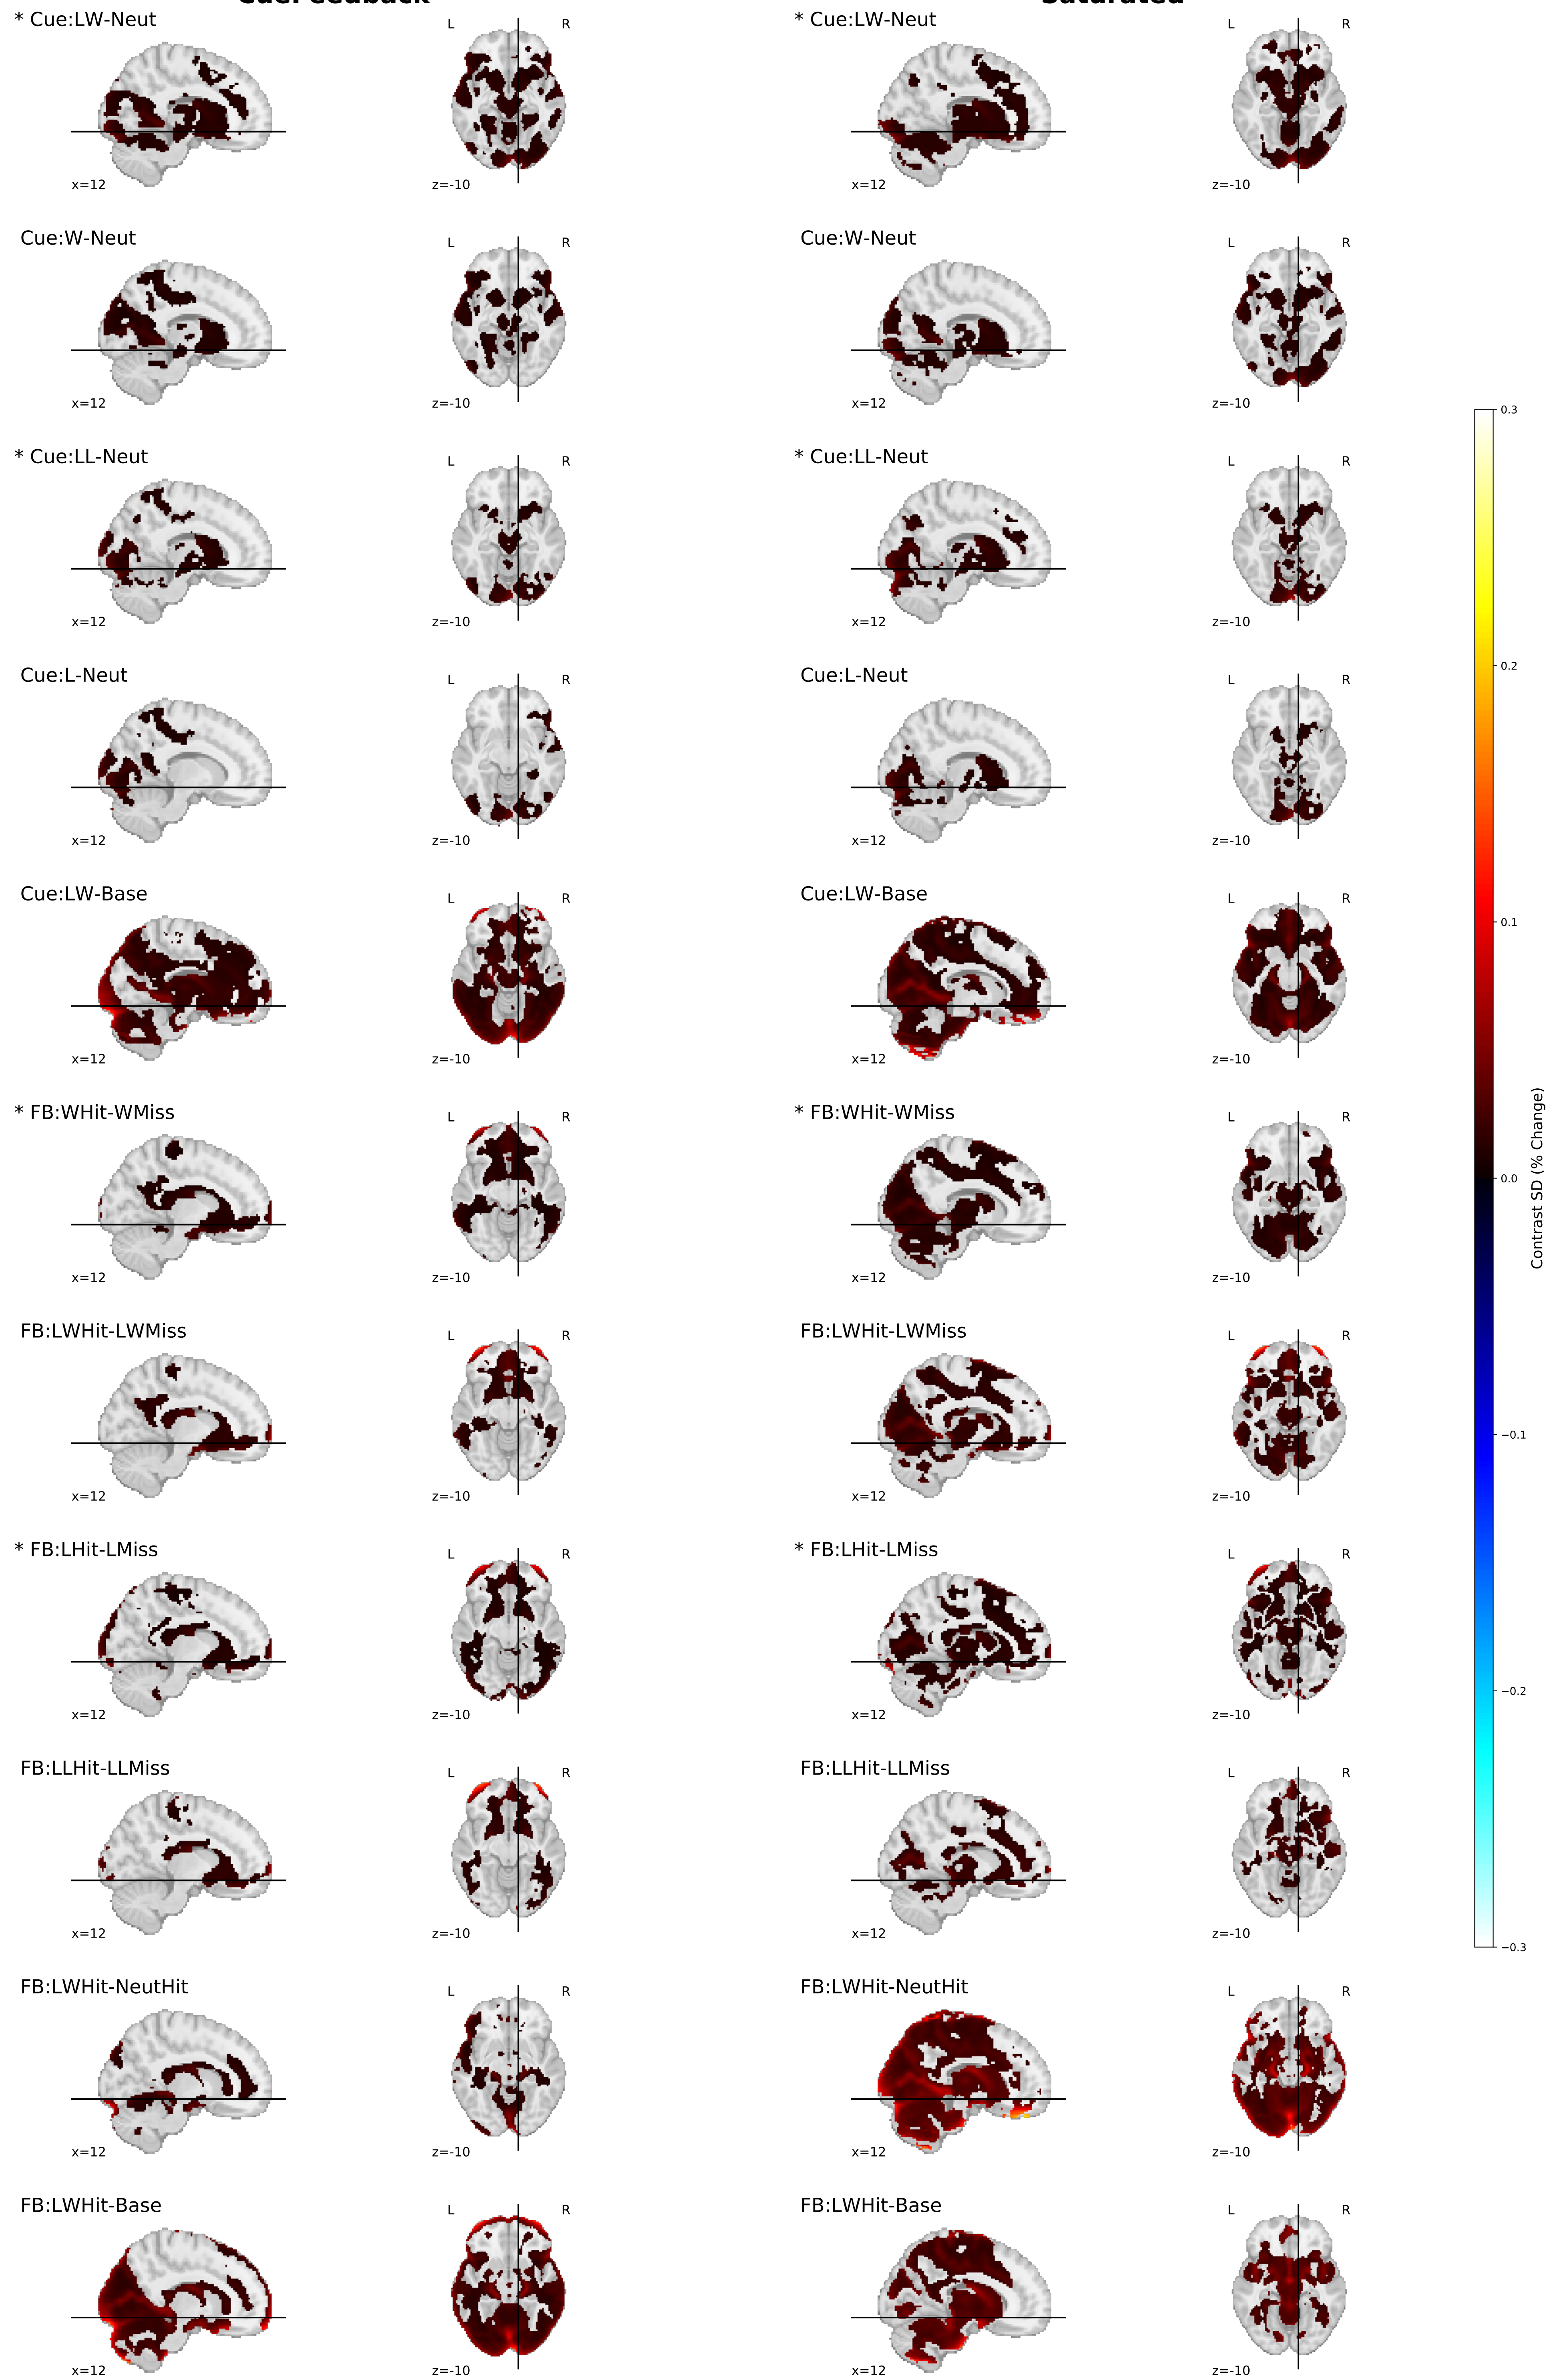 CueFeedback Saturated
* Cue:LW-Neut L R * Cue:LW-Neut L R
x=12 z=-10 x=12 z=-10
Cue:W-Neut L R Cue:W-Neut L R
x=12 z=-10 x=12 z=-10
0.3
* Cue:LL-Neut L R * Cue:LL-Neut L R
x=12 z=-10 x=12 z=-10
0.2
Cue:L-Neut L R Cue:L-Neut L R
x=12 z=-10 x=12 z=-10
Cue:LW-Base L R Cue:LW-Base L R
0.1
x=12 z=-10 x=12 z=-10
* FB:WHit-WMiss L R * FB:WHit-WMiss L R
0.0
Contrast SD (% Change)
x=12 z=-10 x=12 z=-10
FB:LWHit-LWMiss L R FB:LWHit-LWMiss L R
−0.1
x=12 z=-10 x=12 z=-10
* FB:LHit-LMiss L R * FB:LHit-LMiss L R
−0.2
x=12 z=-10 x=12 z=-10
FB:LLHit-LLMiss L R FB:LLHit-LLMiss L R
x=12 z=-10 x=12 z=-10
−0.3
FB:LWHit-NeutHit L R FB:LWHit-NeutHit L R
x=12 z=-10 x=12 z=-10
FB:LWHit-Base L R FB:LWHit-Base L R
x=12 z=-10 x=12 z=-10